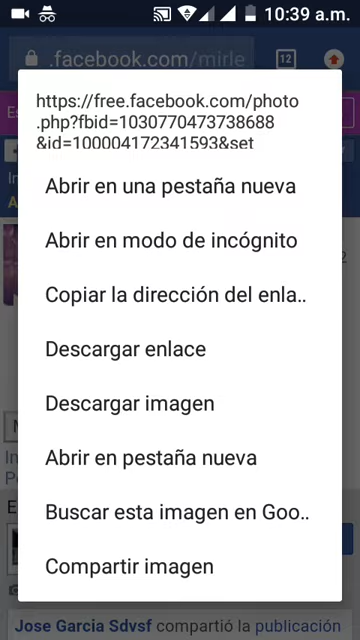 10:39 a.m.
.facebook.com/mirle
12
https://free.facebook.com/photo
.php?fbid=1030770473738688
&id=100004172341593&set
Abrir en una pestaña nueva
Abrir en modo de incógnito
Copiar la dirección del enla..
Descargar enlace
Descargar imagen
Abrir en pestaña nueva
Buscar esta imagen en Goo..
Compartir imagen
Jose Garcia Sdvsf compartió la publicación